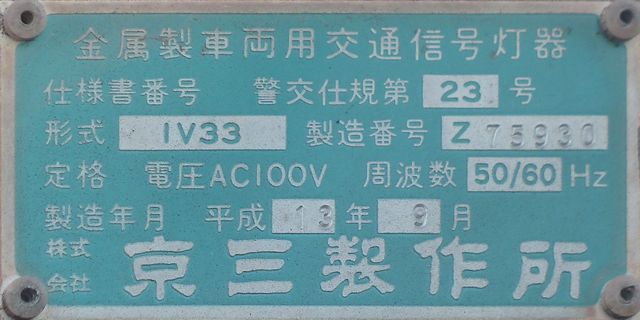 金属製車両用交通信号灯器
仕様書番号 警交仕規第 23 号
形式 1V33 製造番号 Z 75930
定格 電圧AC100V 周波数 50/60 Hz
製造年月 平成 13 年 9 月
株式会社 京三製作所